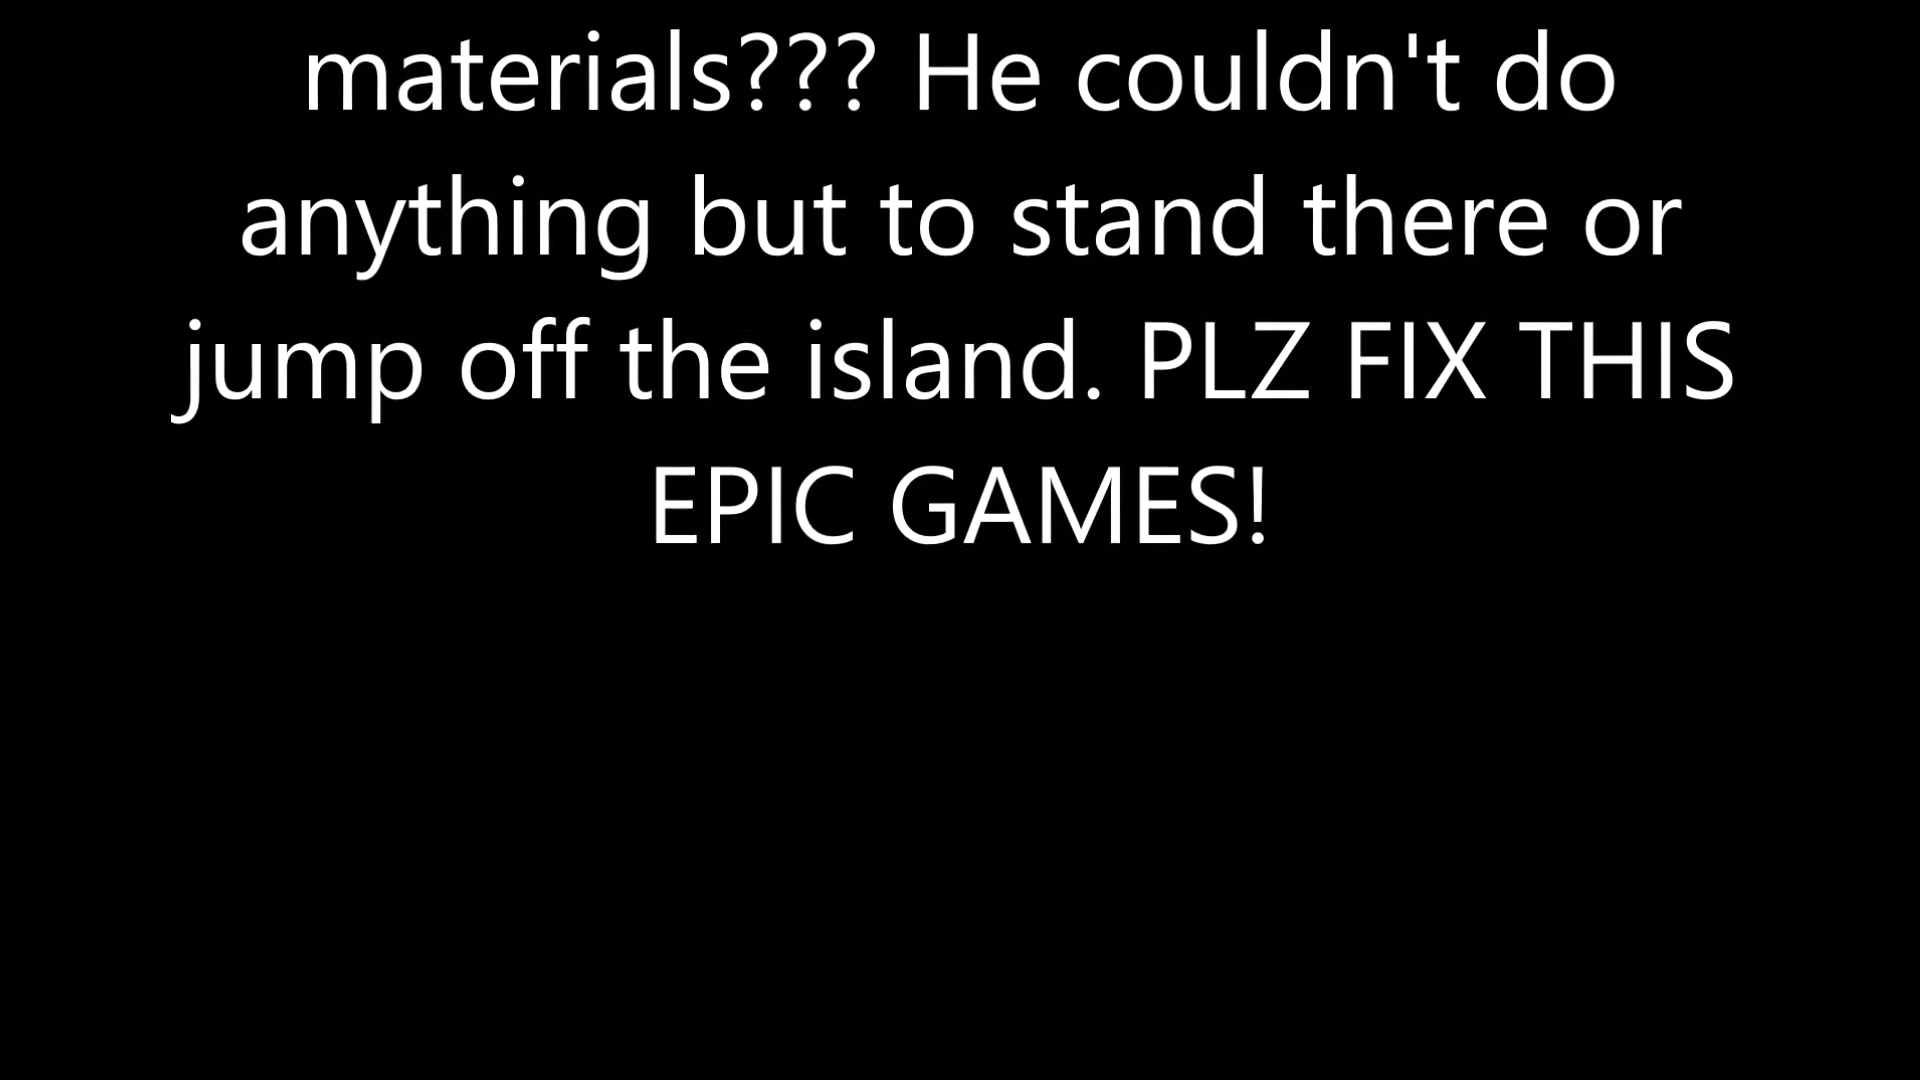 materials??? He couldn't do
anything but to stand there or
jump off the island. PLZ FIX THIS
EPIC GAMES!